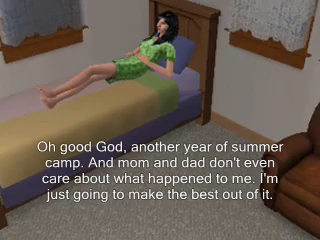 Oh good God, another year of summer
camp. And mom and dad don't even
care about what happened to me. I'm
just going to make the best out of it.